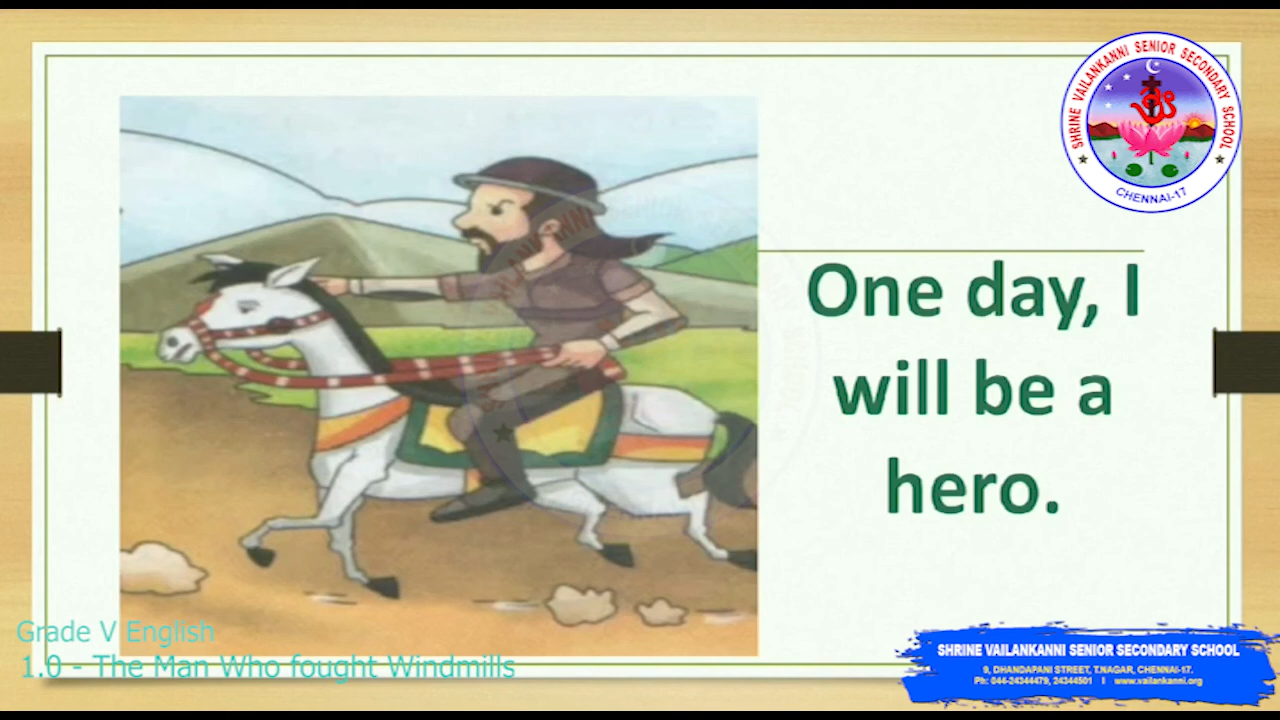 SHRINE VAILANKANNI SENIOR SECONDARY SCHOOL
CHENNAI-17
One day, I
will be a
hero.
Grade V English
1.0 - The Man Who fought Windmills
SHRINE VAILANKANNI SENIOR SECONDARY SCHOOL
9, DHANDAPANI STREET, T.NAGAR, CHENNAI-17.
Ph: 044-24344479, 24344501 I www.vailankanni.org